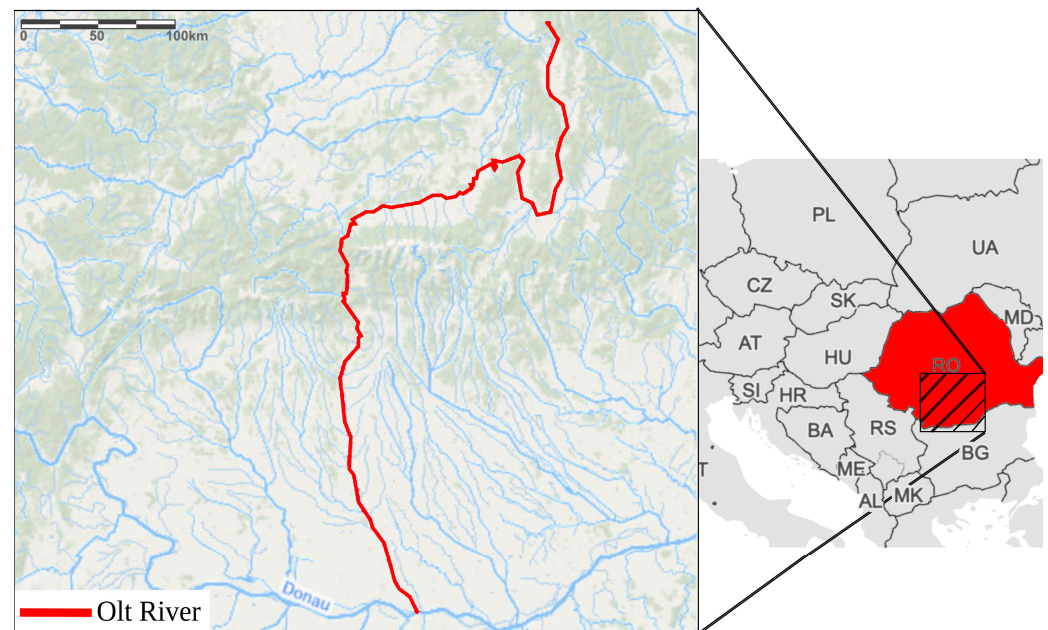 0 50 100km
PL
UA
CZ
SK
MD
AT
HU
RO
SI
HR
BA
RS
BG
ME
T
AL
MK
Donau
Olt River